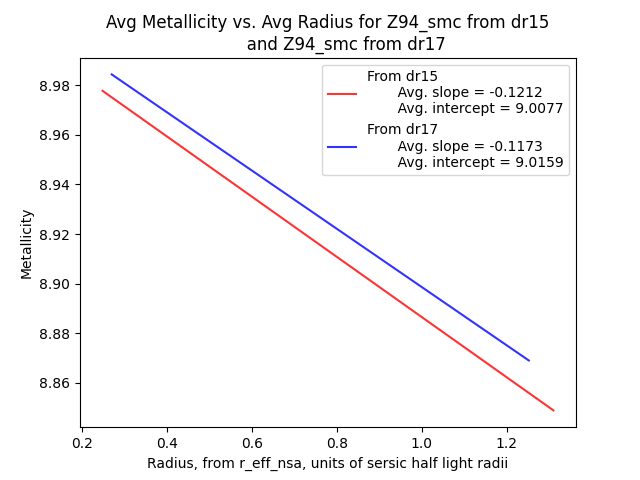 Avg Metallicity vs. Avg Radius for Z94_smc from dr15
and Z94_smc from dr17
From dr15
Avg. slope = -0.1212
Avg. intercept = 9.0077
From dr17
Avg. slope = -0.1173
Avg. intercept = 9.0159
Metallicity
8.98
8.96
8.94
8.92
8.90
8.88
8.86
0.2 0.4 0.6 0.8 1.0 1.2
Radius, from r_eff_nsa, units of sersic half light radii